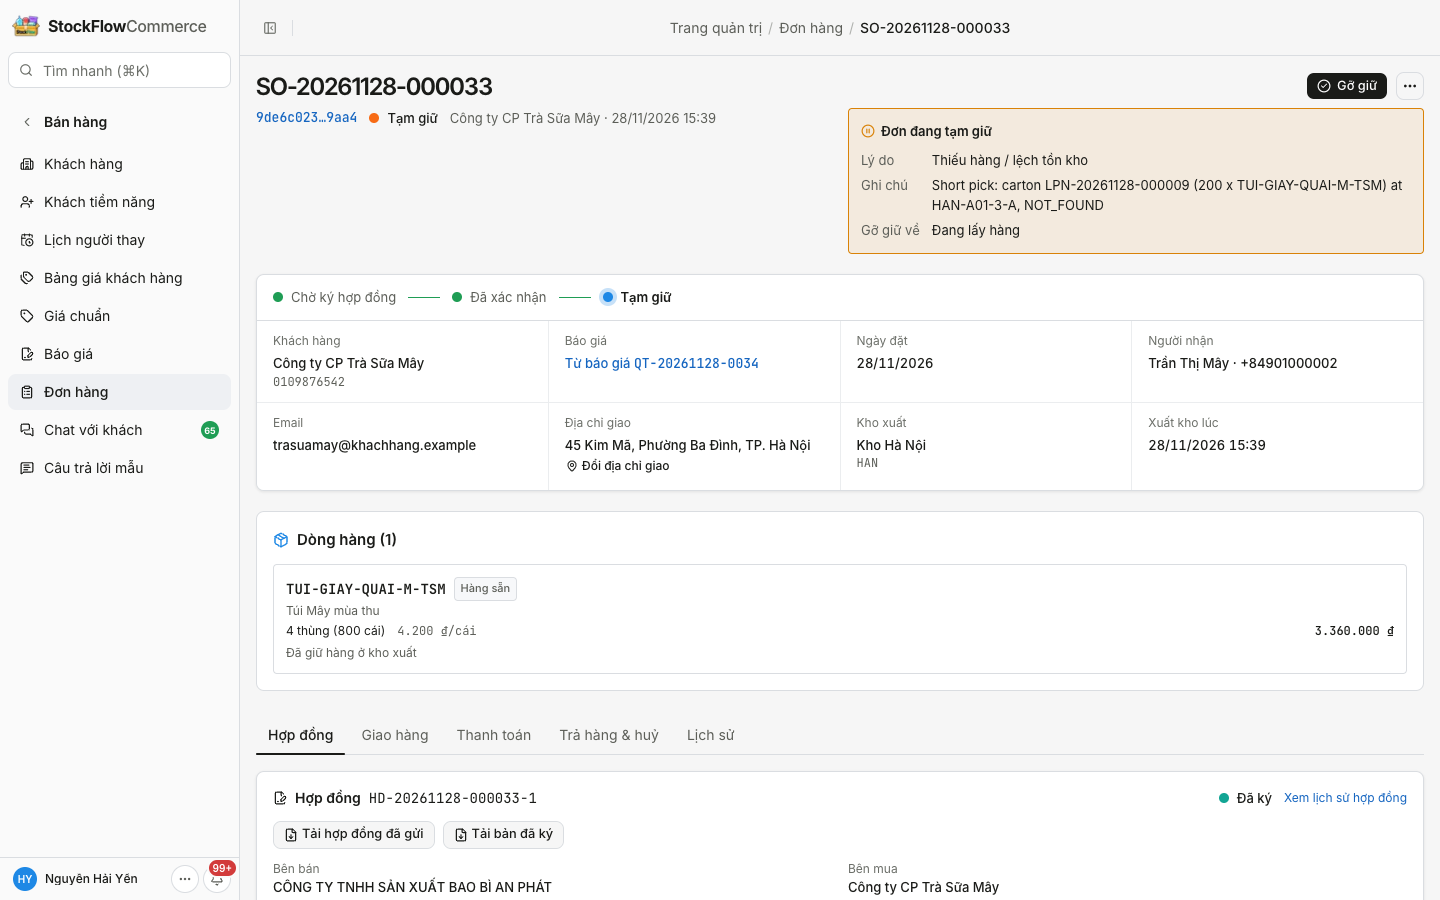 StockFlowCommerce
Tìm nhanh (⌘K)
Bán hàng
Khách hàng
Khách tiềm năng
Lịch người thay
Bảng giá khách hàng
Giá chuẩn
Báo giá
Đơn hàng
Chat với khách
65
Câu trả lời mẫu
HY
Nguyễn Hải Yến
99+
Trang quản trị / Đơn hàng / SO-20261128-000033
SO-20261128-000033
Gỡ giữ
9de6c023…9aa4
Tạm giữ
Công ty CP Trà Sữa Mây · 28/11/2026 15:39
Đơn đang tạm giữ
Lý do
Thiếu hàng / lệch tồn kho
Ghi chú
Short pick: carton LPN-20261128-000009 (200 x TUI-GIAY-QUAI-M-TSM) at
HAN-A01-3-A, NOT_FOUND
Gỡ giữ về
Đang lấy hàng
Chờ ký hợp đồng
Đã xác nhận
Tạm giữ
Khách hàng
Công ty CP Trà Sữa Mây
0109876542
Báo giá
Từ báo giá QT-20261128-0034
Ngày đặt
28/11/2026
Người nhận
Trần Thị Mây · +84901000002
Email
trasuamay@khachhang.example
Địa chỉ giao
45 Kim Mã, Phường Ba Đình, TP. Hà Nội
Đổi địa chỉ giao
Kho xuất
Kho Hà Nội
HAN
Xuất kho lúc
28/11/2026 15:39
Dòng hàng (1)
TUI-GIAY-QUAI-M-TSM
Hàng sẵn
Túi Mây mùa thu
4 thùng (800 cái)
4.200 ₫/cái
3.360.000 ₫
Đã giữ hàng ở kho xuất
Hợp đồng
Giao hàng
Thanh toán
Trả hàng & huỷ
Lịch sử
Hợp đồng HD-20261128-000033-1
Đã ký
Xem lịch sử hợp đồng
Tải hợp đồng đã gửi
Tải bản đã ký
Bên bán
CÔNG TY TNHH SẢN XUẤT BAO BÌ AN PHÁT
Bên mua
Công ty CP Trà Sữa Mây